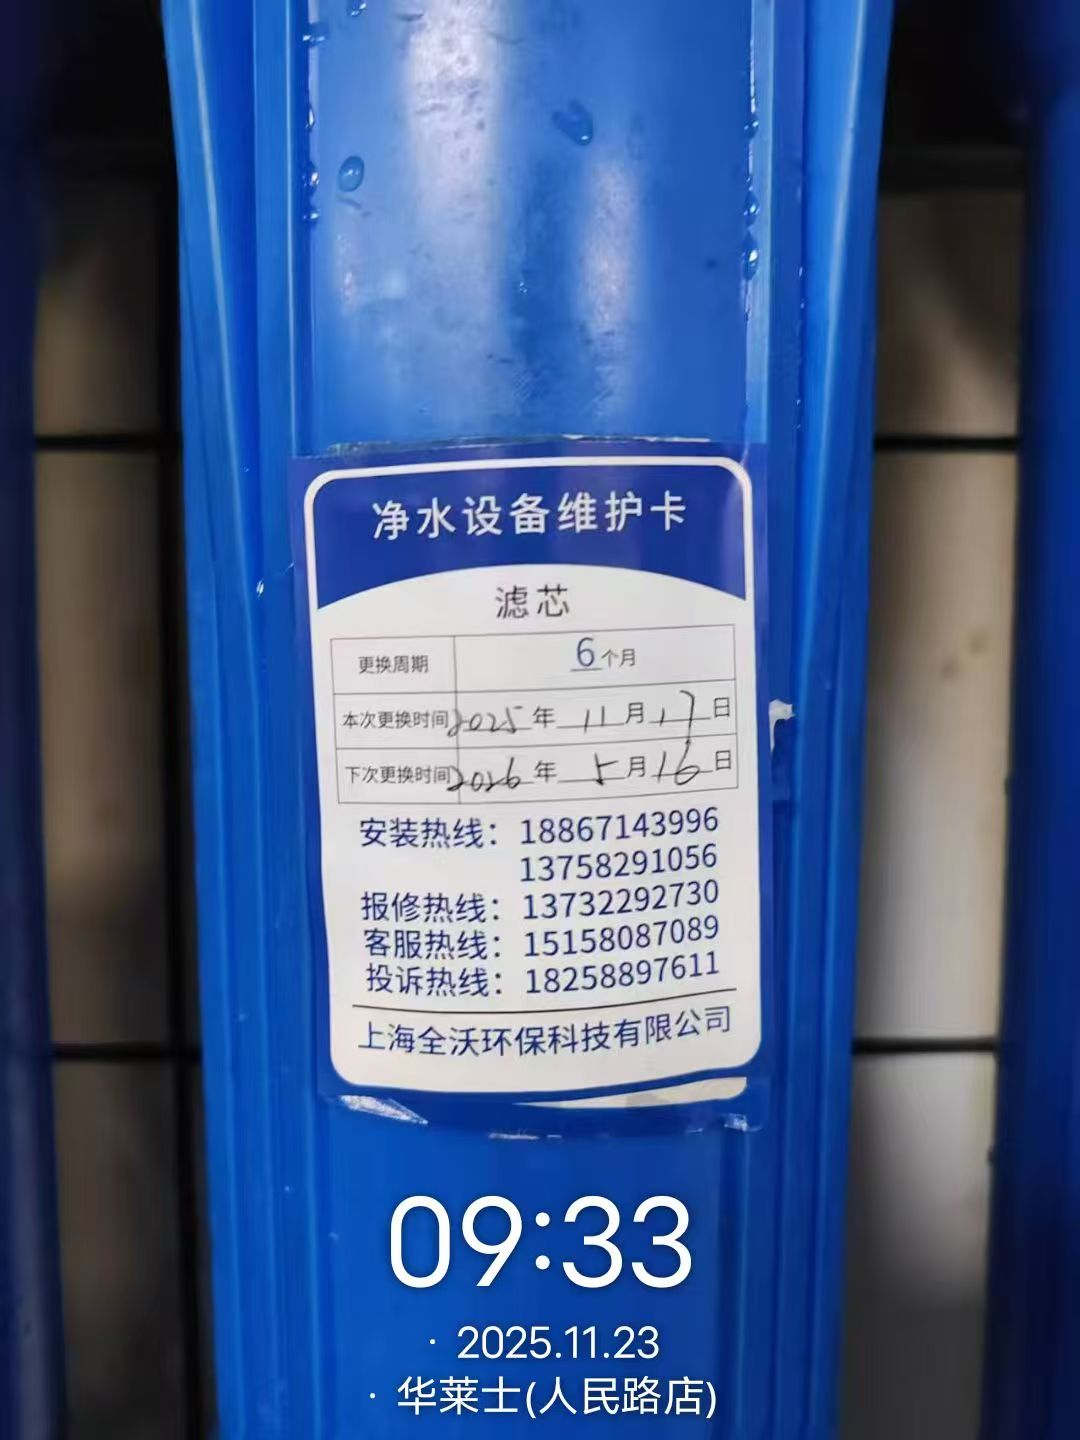 净水设备维护卡
滤芯
更换周期 6个月
本次更换时间 2025年11月17日
下次更换时间 2026年5月16日
安装热线：18867143996
13758291056
报修热线：13732292730
客服热线：15158087089
投诉热线：18258897611
上海全沃环保科技有限公司
09:33
· 2025.11.23
· 华莱士(人民路店)